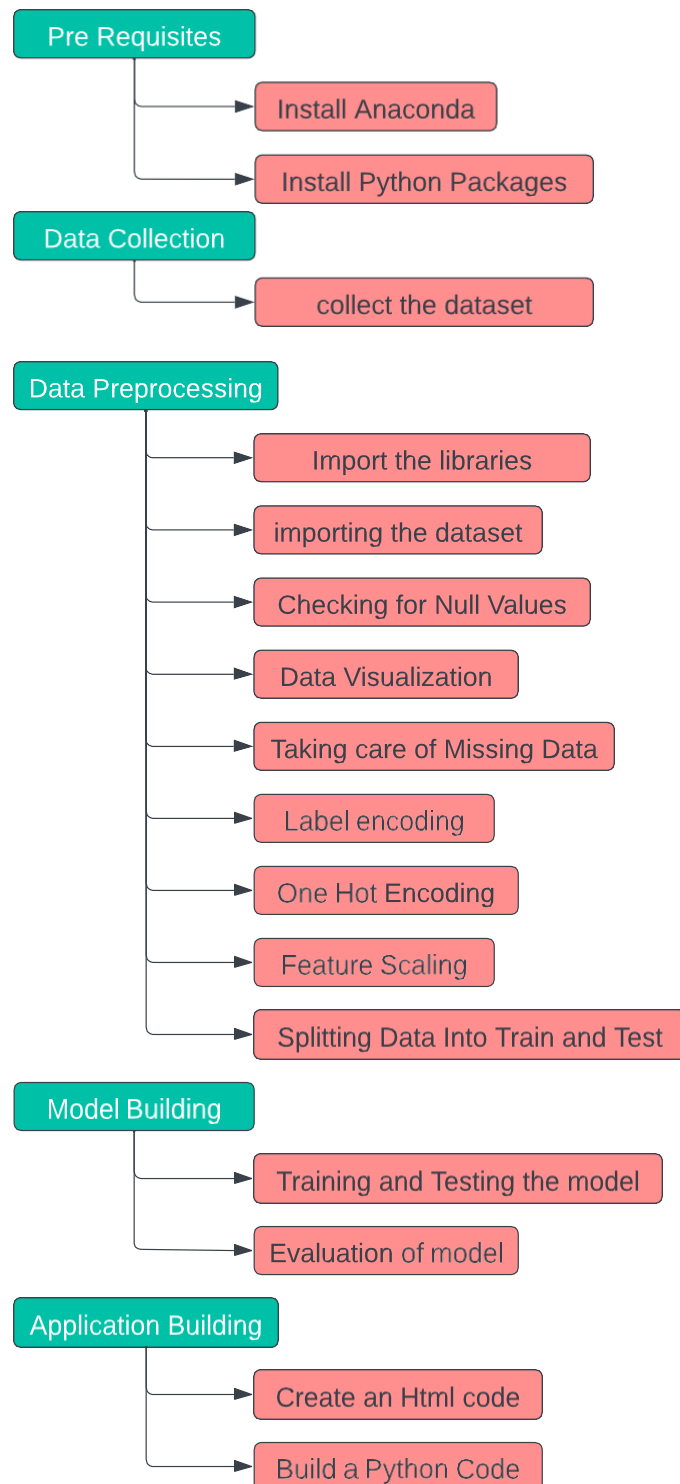 Pre Requisites
Install Anaconda
Install Python Packages
Data Collection
collect the dataset
Data Preprocessing
Import the libraries
importing the dataset
Checking for Null Values
Data Visualization
Taking care of Missing Data
Label encoding
One Hot Encoding
Feature Scaling
Splitting Data Into Train and Test
Model Building
Training and Testing the model
Evaluation of model
Application Building
Create an Html code
Build a Python Code